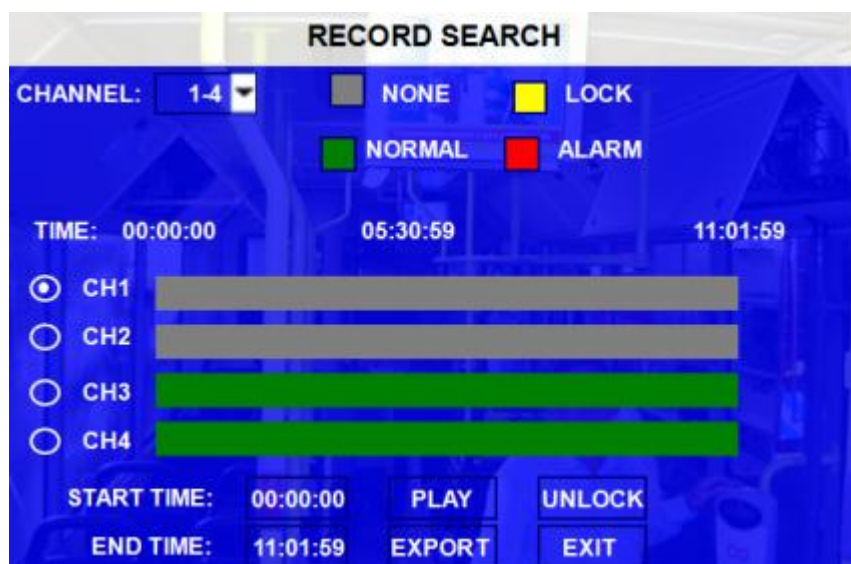 RECORD SEARCH
CHANNEL: 1-4 NONE LOCK
NORMAL ALARM
TIME: 00:00:00 05:30:59 11:01:59
CH1
CH2
CH3
CH4
START TIME: 00:00:00 PLAY UNLOCK
END TIME: 11:01:59 EXPORT EXIT